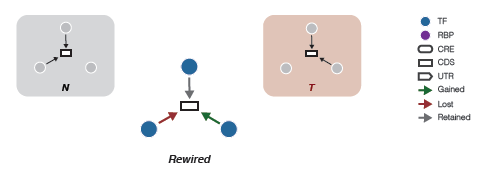 N
Rewired
T
TF
RBP
CRE
CDS
UTR
Gained
Lost
Retained